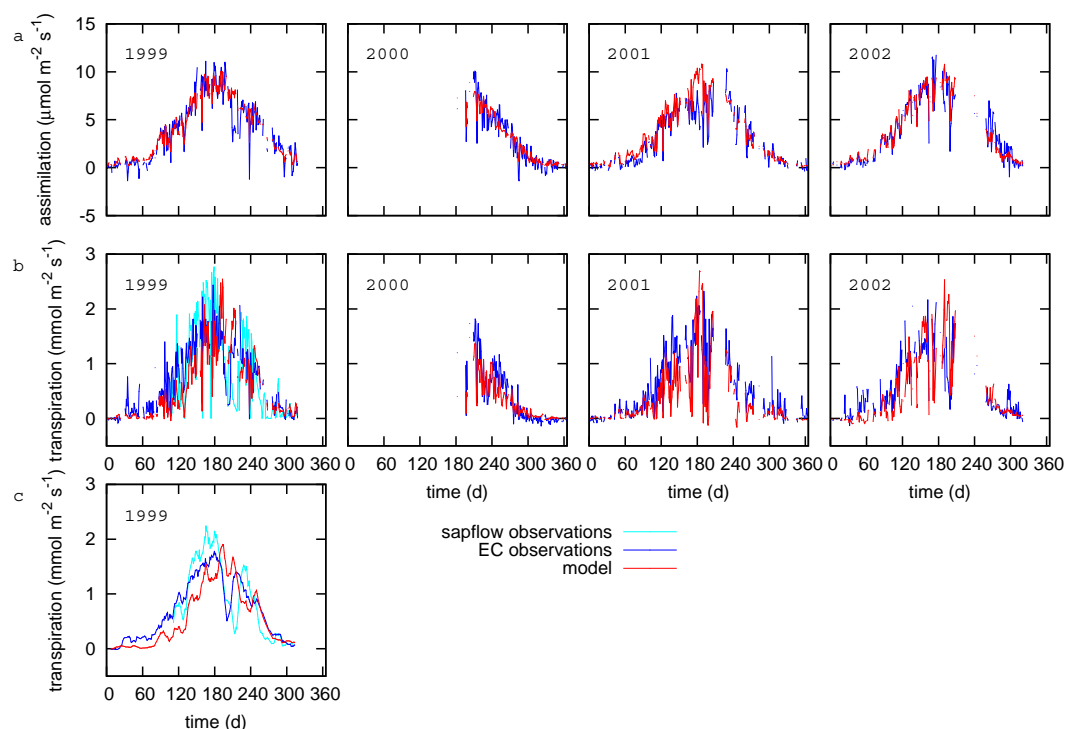 a
assimilation (μmol m-2 s-1)
15
10
5
0
-5
1999
2000
2001
2002
b
transpiration (mmol m-2 s-1)
3
2
1
0
1999
2000
2001
2002
0 60 120 180 240 300 360
0 60 120 180 240 300 360
0 60 120 180 240 300 360
0 60 120 180 240 300 360
time (d)
time (d)
time (d)
c
transpiration (mmol m-2 s-1)
3
2
1
0
1999
0 60 120 180 240 300 360
time (d)
sapflow observations
EC observations
model